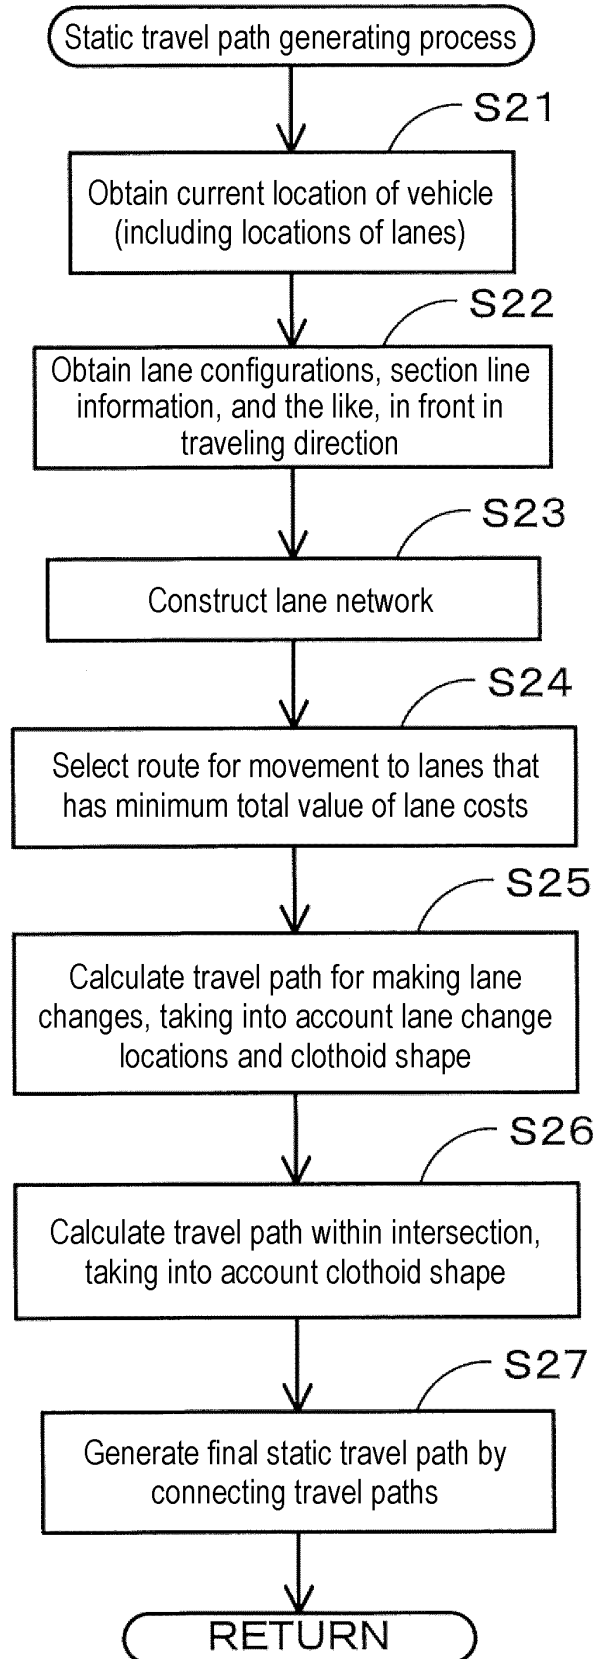 Static travel path generating process
S21
Obtain current location of vehicle
(including locations of lanes)
S22
Obtain lane configurations, section line
information, and the like, in front in
traveling direction
S23
Construct lane network
S24
Select route for movement to lanes that
has minimum total value of lane costs
S25
Calculate travel path for making lane
changes, taking into account lane change
locations and clothoid shape
S26
Calculate travel path within intersection,
taking into account clothoid shape
S27
Generate final static travel path by
connecting travel paths
RETURN